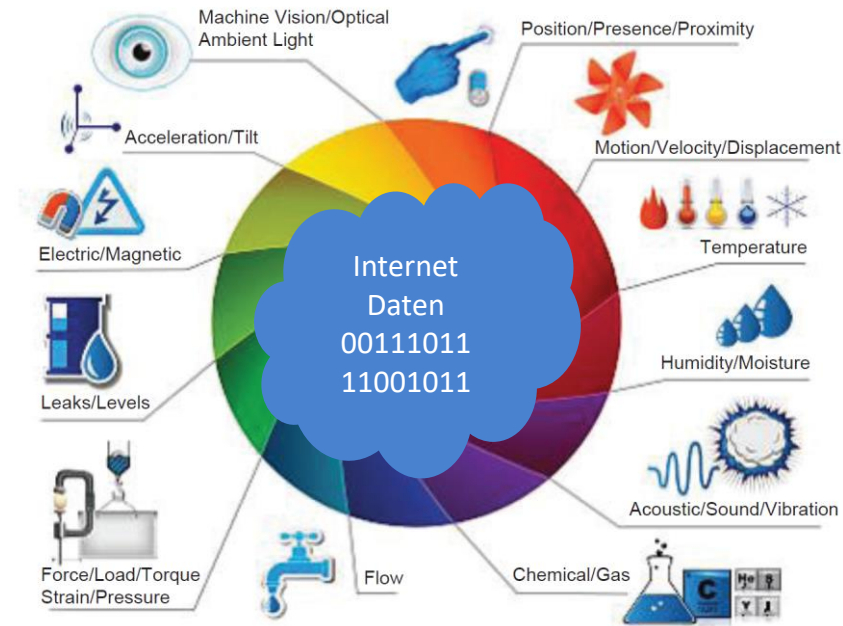 Machine Vision/Optical
Ambient Light
Position/Presence/Proximity
Acceleration/Tilt
Motion/Velocity/Displacement
Electric/Magnetic
Temperature
Internet
Daten
00111011
11001011
Humidity/Moisture
Leaks/Levels
Acoustic/Sound/Vibration
Force/Load/Torque
Strain/Pressure
Flow
Chemical/Gas
C